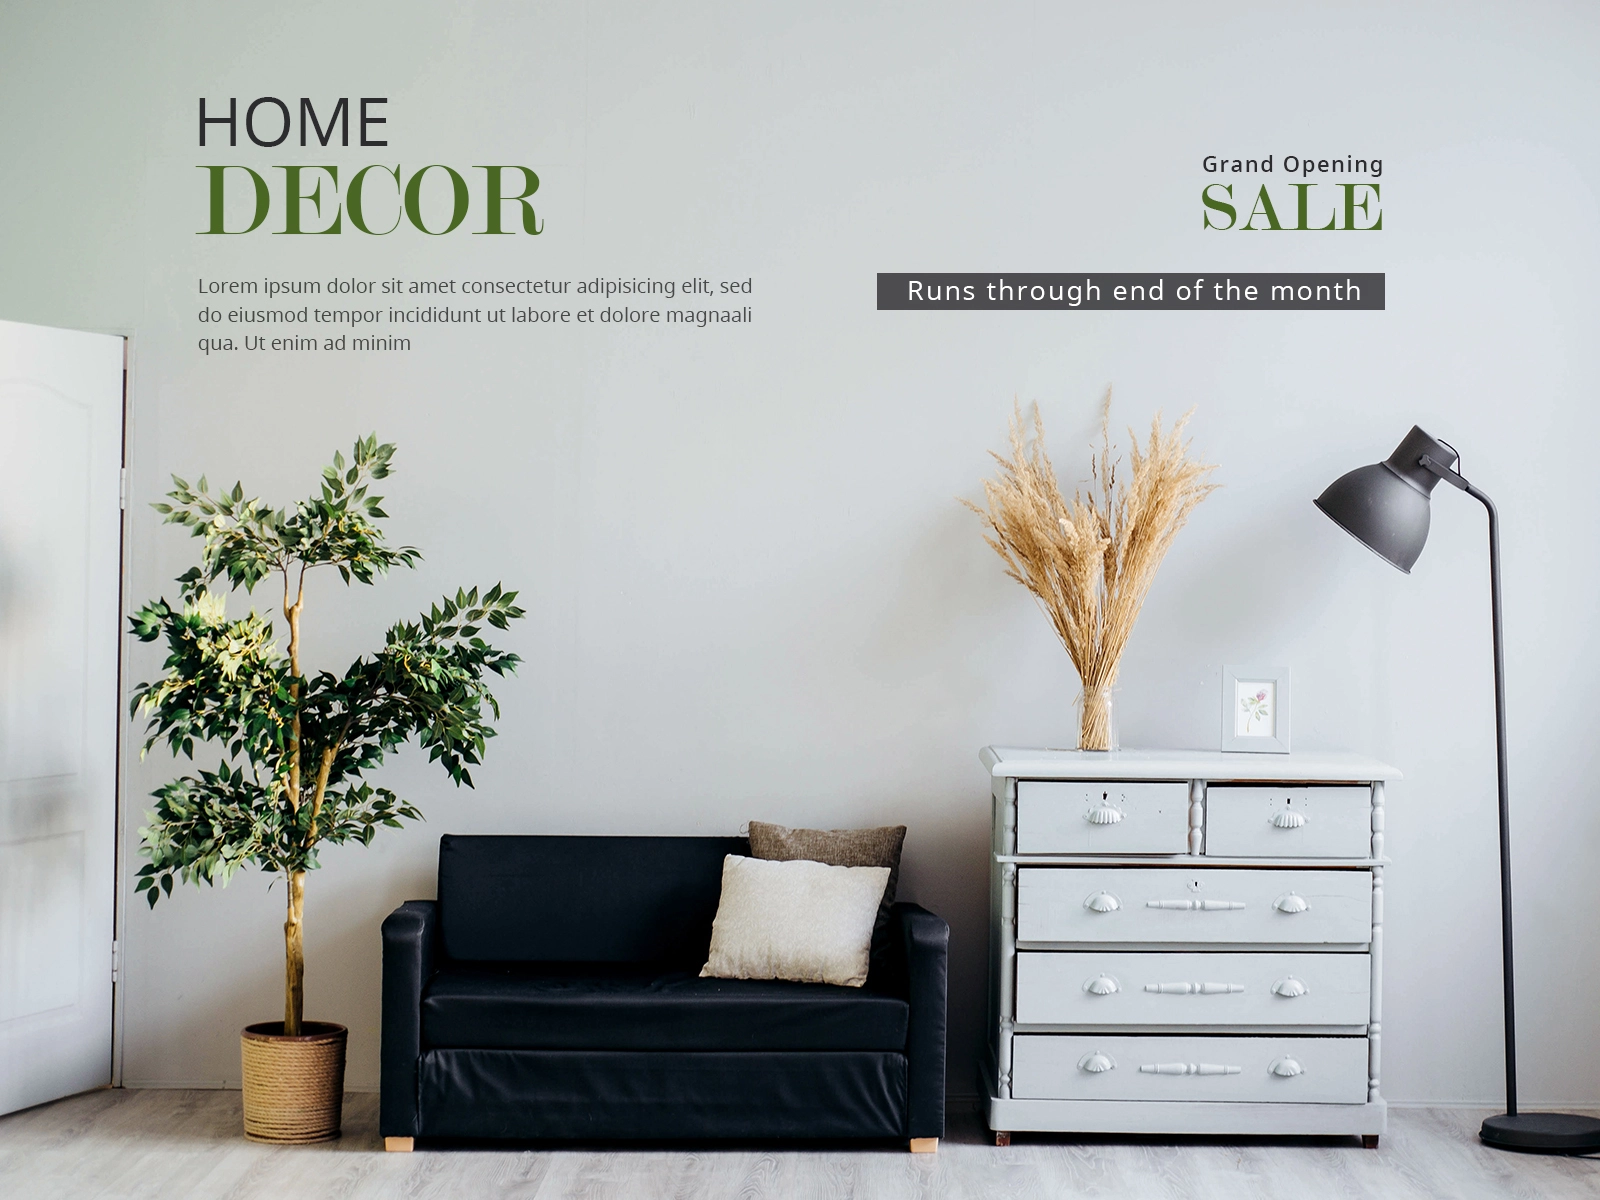 HOME
DECOR
Lorem ipsum dolor sit amet consectetur adipisicing elit, sed
do eiusmod tempor incididunt ut labore et dolore magnaali
qua. Ut enim ad minim
Grand Opening
SALE
Runs through end of the month